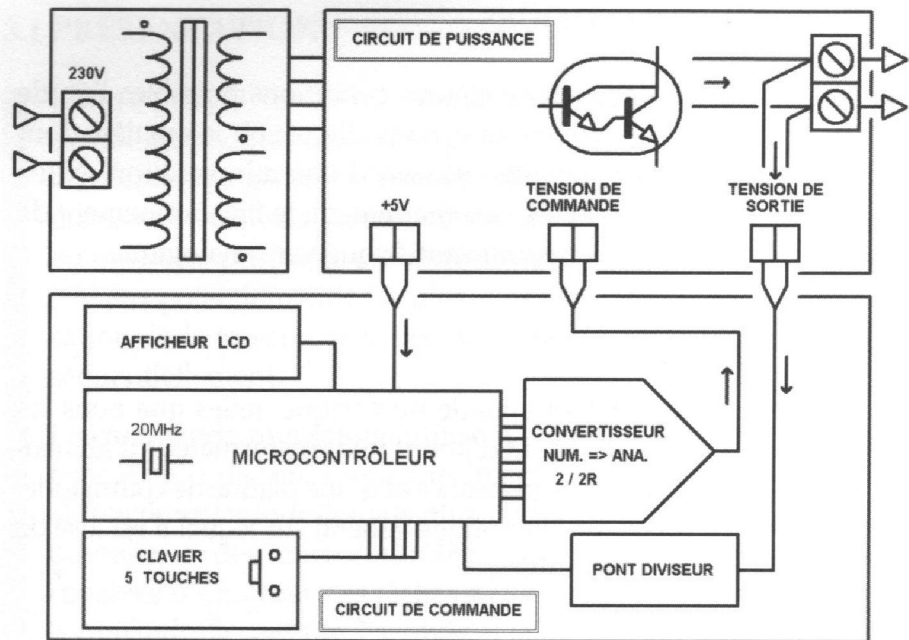 CIRCUIT DE PUISSANCE
230V
+5V
TENSION DE
COMMANDE
TENSION DE
SORTIE
AFFICHEUR LCD
20MHz
MICROCONTRÔLEUR
CONVERTISSEUR
NUM. => ANA.
2 / 2R
CLAVIER
5 TOUCHES
PONT DIVISEUR
CIRCUIT DE COMMANDE